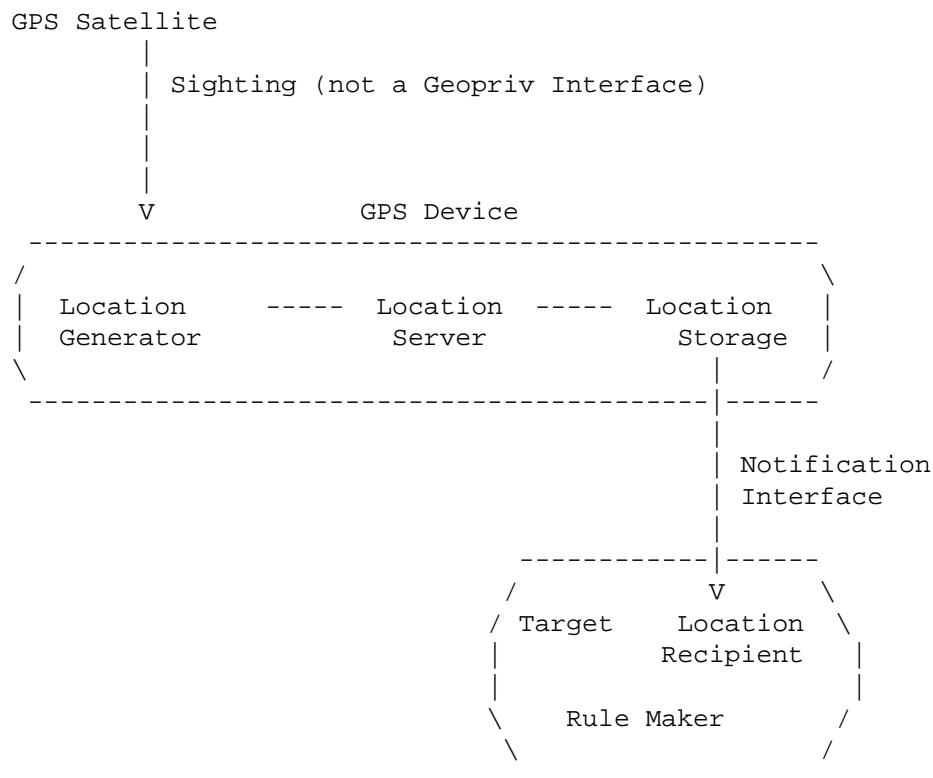 GPS Satellite
Sighting (not a Geopriv Interface)
V GPS Device
Location ----- Location ----- Location
Generator Server Storage
Notification
Interface
V
Target Location
Recipient
Rule Maker